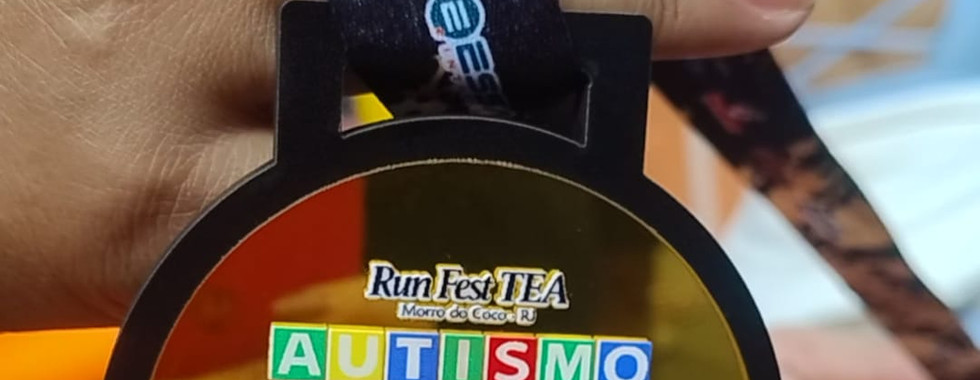 Run Fest TEA
Morro do Coco - RJ
AUTISMO